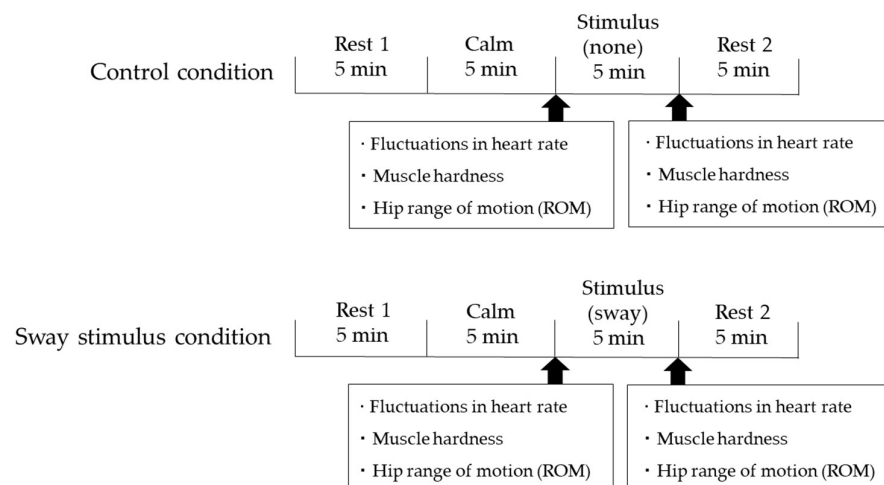 Control condition
Rest 1
5 min
Calm
5 min
Stimulus
(none)
5 min
Rest 2
5 min
· Fluctuations in heart rate
・Muscle hardness
・Hip range of motion (ROM)
· Fluctuations in heart rate
・Muscle hardness
・Hip range of motion (ROM)
Sway stimulus condition
Rest 1
5 min
Calm
5 min
Stimulus
(sway)
5 min
Rest 2
5 min
· Fluctuations in heart rate
・Muscle hardness
・Hip range of motion (ROM)
· Fluctuations in heart rate
・Muscle hardness
・Hip range of motion (ROM)